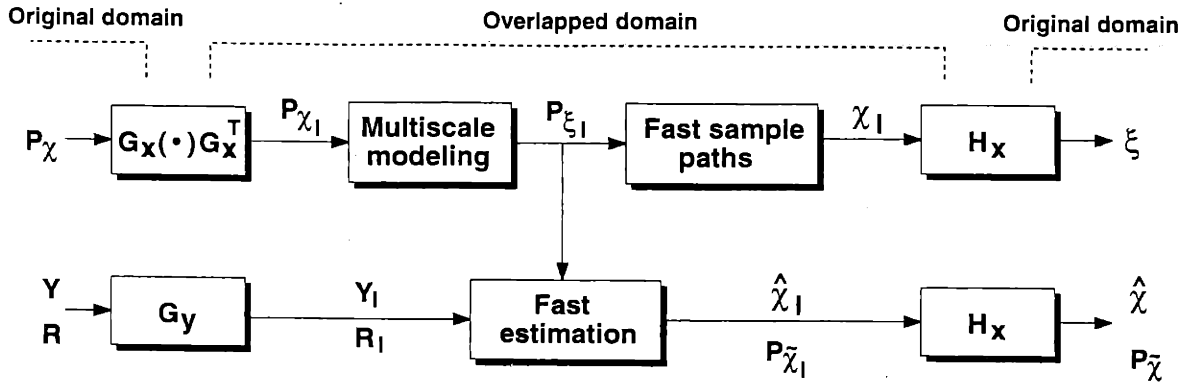 Original domain
Overlapped domain
Original domain
Pχ
Gx(•)GxT
Pχl
Multiscale
modeling
Pξl
Fast sample
paths
χl
Hx
ξ
Y
R
Gy
Yl
Rl
Fast
estimation
χ̂l
Pχ̃l
Hx
χ̂
Pχ̃